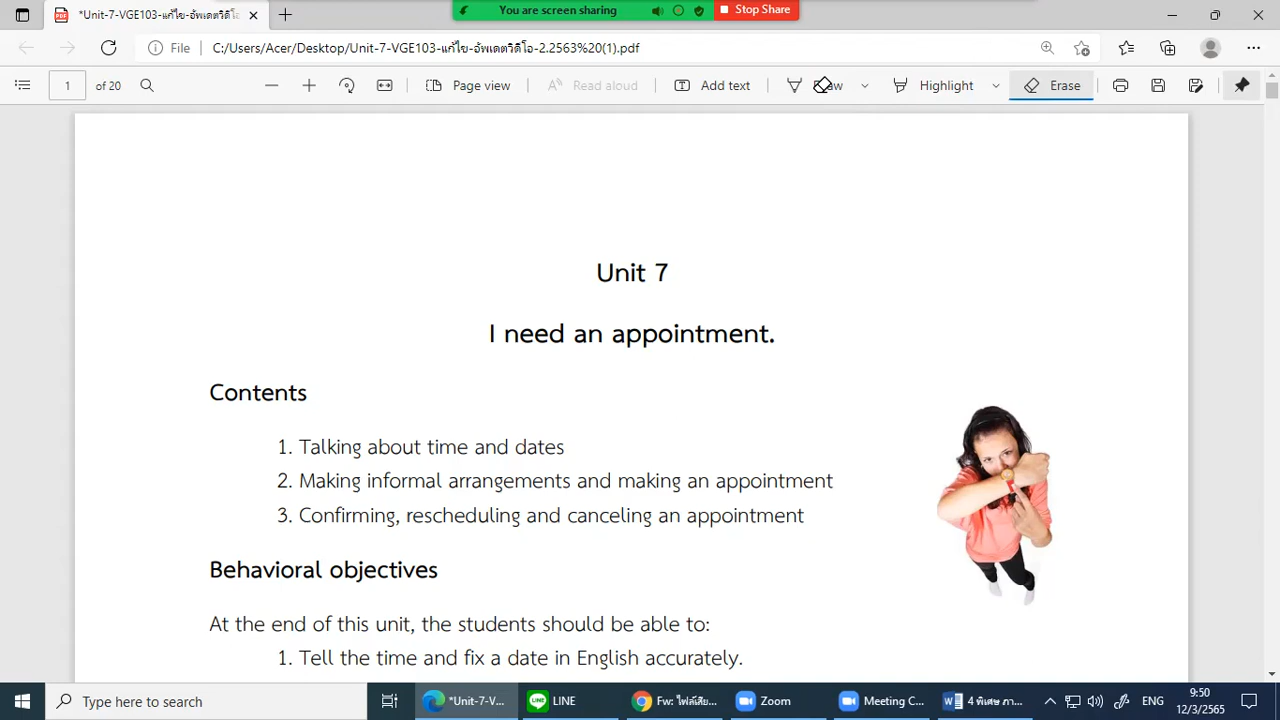 *Unit-7-VGE103-แก้ไข-อัพเดตวิดีโอ-
You are screen sharing
Stop Share
File
C:/Users/Acer/Desktop/Unit-7-VGE103-แก้ไข-อัพเดตวิดีโอ-2.2563%20(1).pdf
1 of 20
Page view
Read aloud
Add text
Draw
Highlight
Erase
Unit 7
I need an appointment.
Contents
1. Talking about time and dates
2. Making informal arrangements and making an appointment
3. Confirming, rescheduling and canceling an appointment
Behavioral objectives
At the end of this unit, the students should be able to:
1. Tell the time and fix a date in English accurately.
Type here to search
*Unit-7-V...
LINE
Fw: ไฟล์เสีย...
Zoom
Meeting C...
4 พิเศษ ภา...
ENG
9:50
12/3/2565